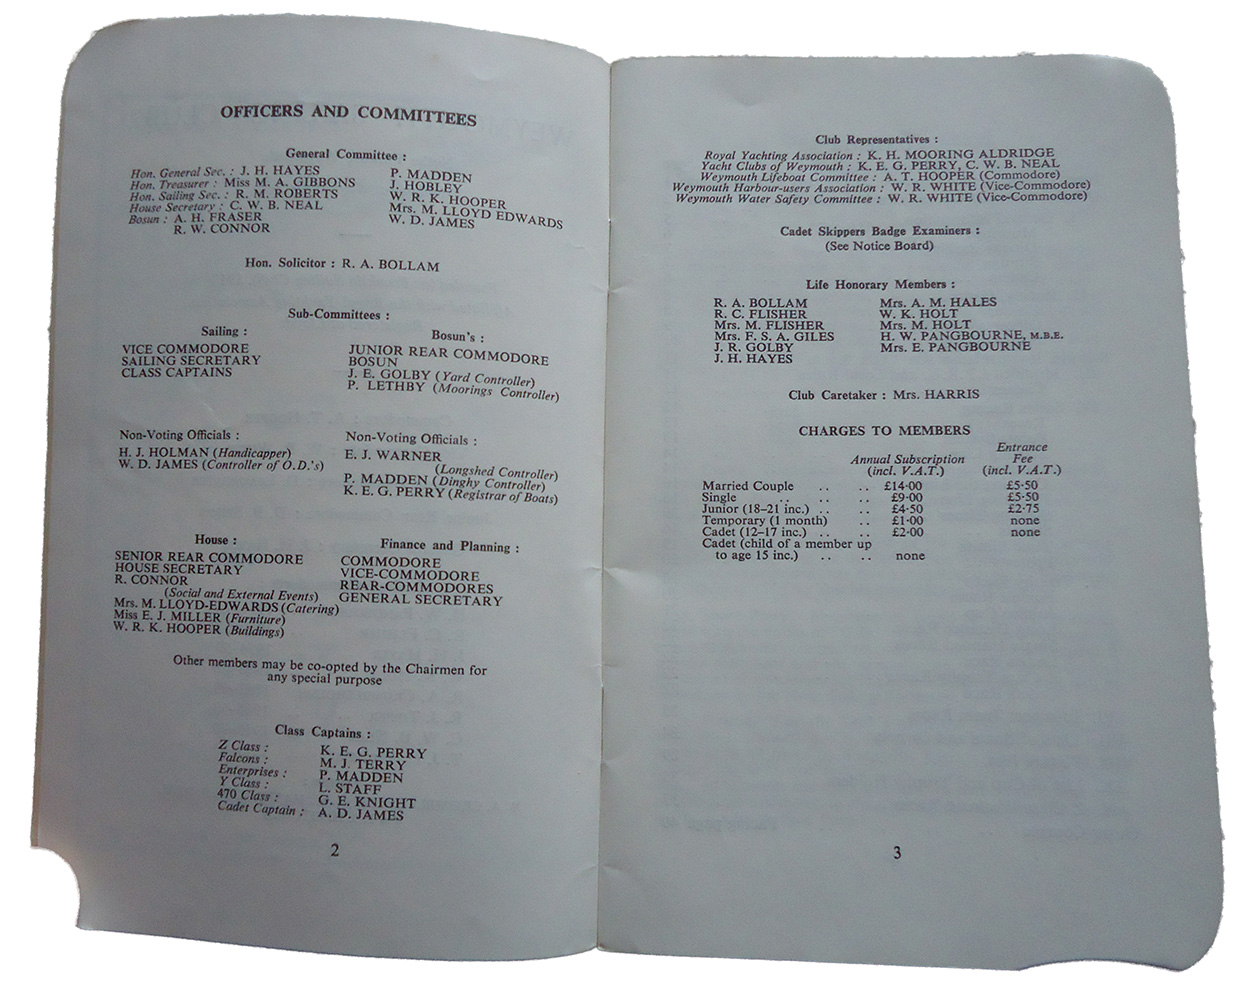 OFFICERS AND COMMITTEES
General Committee :
Hon. General Sec. : J. H. HAYES
Hon. Treasurer : Miss M. A. GIBBONS
Hon. Sailing Sec. : R. M. ROBERTS
House Secretary : C. W. B. NEAL
Bosun : A. H. FRASER
R. W. CONNOR
P. MADDEN
J. HOBLEY
W. R. K. HOOPER
Mrs. M. LLOYD EDWARDS
W. D. JAMES
Hon. Solicitor : R. A. BOLLAM
Sub-Committees :
Sailing :
VICE COMMODORE
SAILING SECRETARY
CLASS CAPTAINS
Bosun's :
JUNIOR REAR COMMODORE
BOSUN
J. E. GOLBY (Yard Controller)
P. LETHBY (Moorings Controller)
Non-Voting Officials :
H. J. HOLMAN (Handicapper)
W. D. JAMES (Controller of O.D.'s)
Non-Voting Officials :
E. J. WARNER
(Longshed Controller)
P. MADDEN (Dinghy Controller)
K. E. G. PERRY (Registrar of Boats)
House :
SENIOR REAR COMMODORE
HOUSE SECRETARY
R. CONNOR
(Social and External Events)
Mrs. M. LLOYD-EDWARDS (Catering)
Miss E. J. MILLER (Furniture)
W. R. K. HOOPER (Buildings)
Finance and Planning :
COMMODORE
VICE-COMMODORE
REAR-COMMODORES
GENERAL SECRETARY
Other members may be co-opted by the Chairmen for
any special purpose
Class Captains :
Z Class : K. E. G. PERRY
Falcons : M. J. TERRY
Enterprises : P. MADDEN
Y Class : L. STAFF
470 Class : G. E. KNIGHT
Cadet Captain : A. D. JAMES
2
Club Representatives :
Royal Yachting Association : K. H. MOORING ALDRIDGE
Yacht Clubs of Weymouth : K. E. G. PERRY, C. W. B. NEAL
Weymouth Lifeboat Committee : A. T. HOOPER (Commodore)
Weymouth Harbour-users Association : W. R. WHITE (Vice-Commodore)
Weymouth Water Safety Committee : W. R. WHITE (Vice-Commodore)
Cadet Skippers Badge Examiners :
(See Notice Board)
Life Honorary Members :
R. A. BOLLAM
R. C. FLISHER
Mrs. M. FLISHER
Mrs. F. S. A. GILES
J. R. GOLBY
J. H. HAYES
Mrs. A. M. HALES
W. K. HOLT
Mrs. M. HOLT
H. W. PANGBOURNE, M.B.E.
Mrs. E. PANGBOURNE
Club Caretaker : Mrs. HARRIS
CHARGES TO MEMBERS
Annual Subscription (incl. V.A.T.)
Entrance Fee (incl. V.A.T.)
Married Couple .. .. £14·00 £5·50
Single .. .. .. £9·00 £5·50
Junior (18–21 inc.) .. .. £4·50 £2·75
Temporary (1 month) .. £1·00 none
Cadet (12–17 inc.) .. .. £2·00 none
Cadet (child of a member up
to age 15 inc.) .. .. none
3